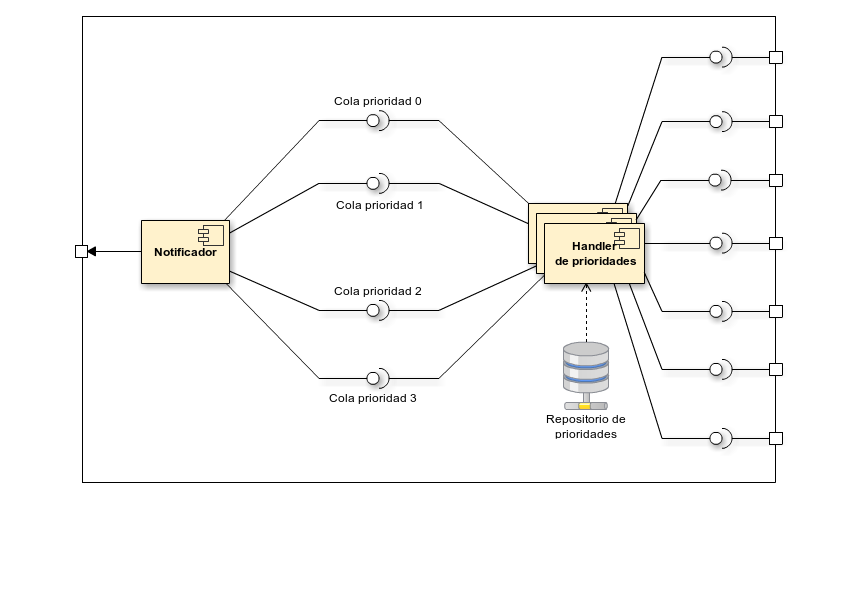 Cola prioridad 0
Cola prioridad 1
Notificador
Handler
de prioridades
Cola prioridad 2
Cola prioridad 3
Repositorio de
prioridades